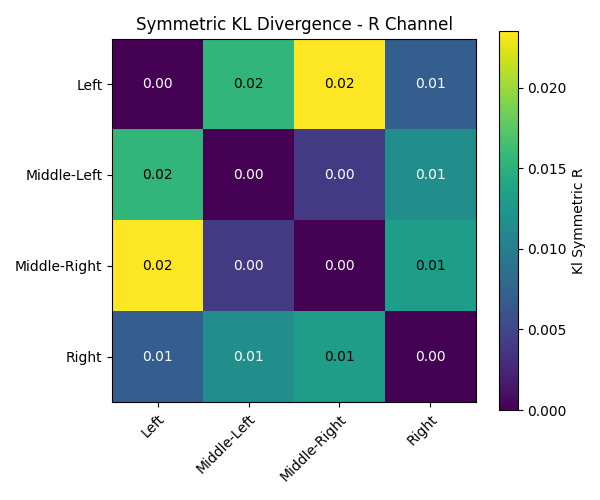 Symmetric KL Divergence - R Channel
Left 0.00 0.02 0.02 0.01
Middle-Left 0.02 0.00 0.00 0.01
Middle-Right 0.02 0.00 0.00 0.01
Right 0.01 0.01 0.01 0.00
Left Middle-Left Middle-Right Right
0.020
0.015
0.010
0.005
0.000
Kl Symmetric R